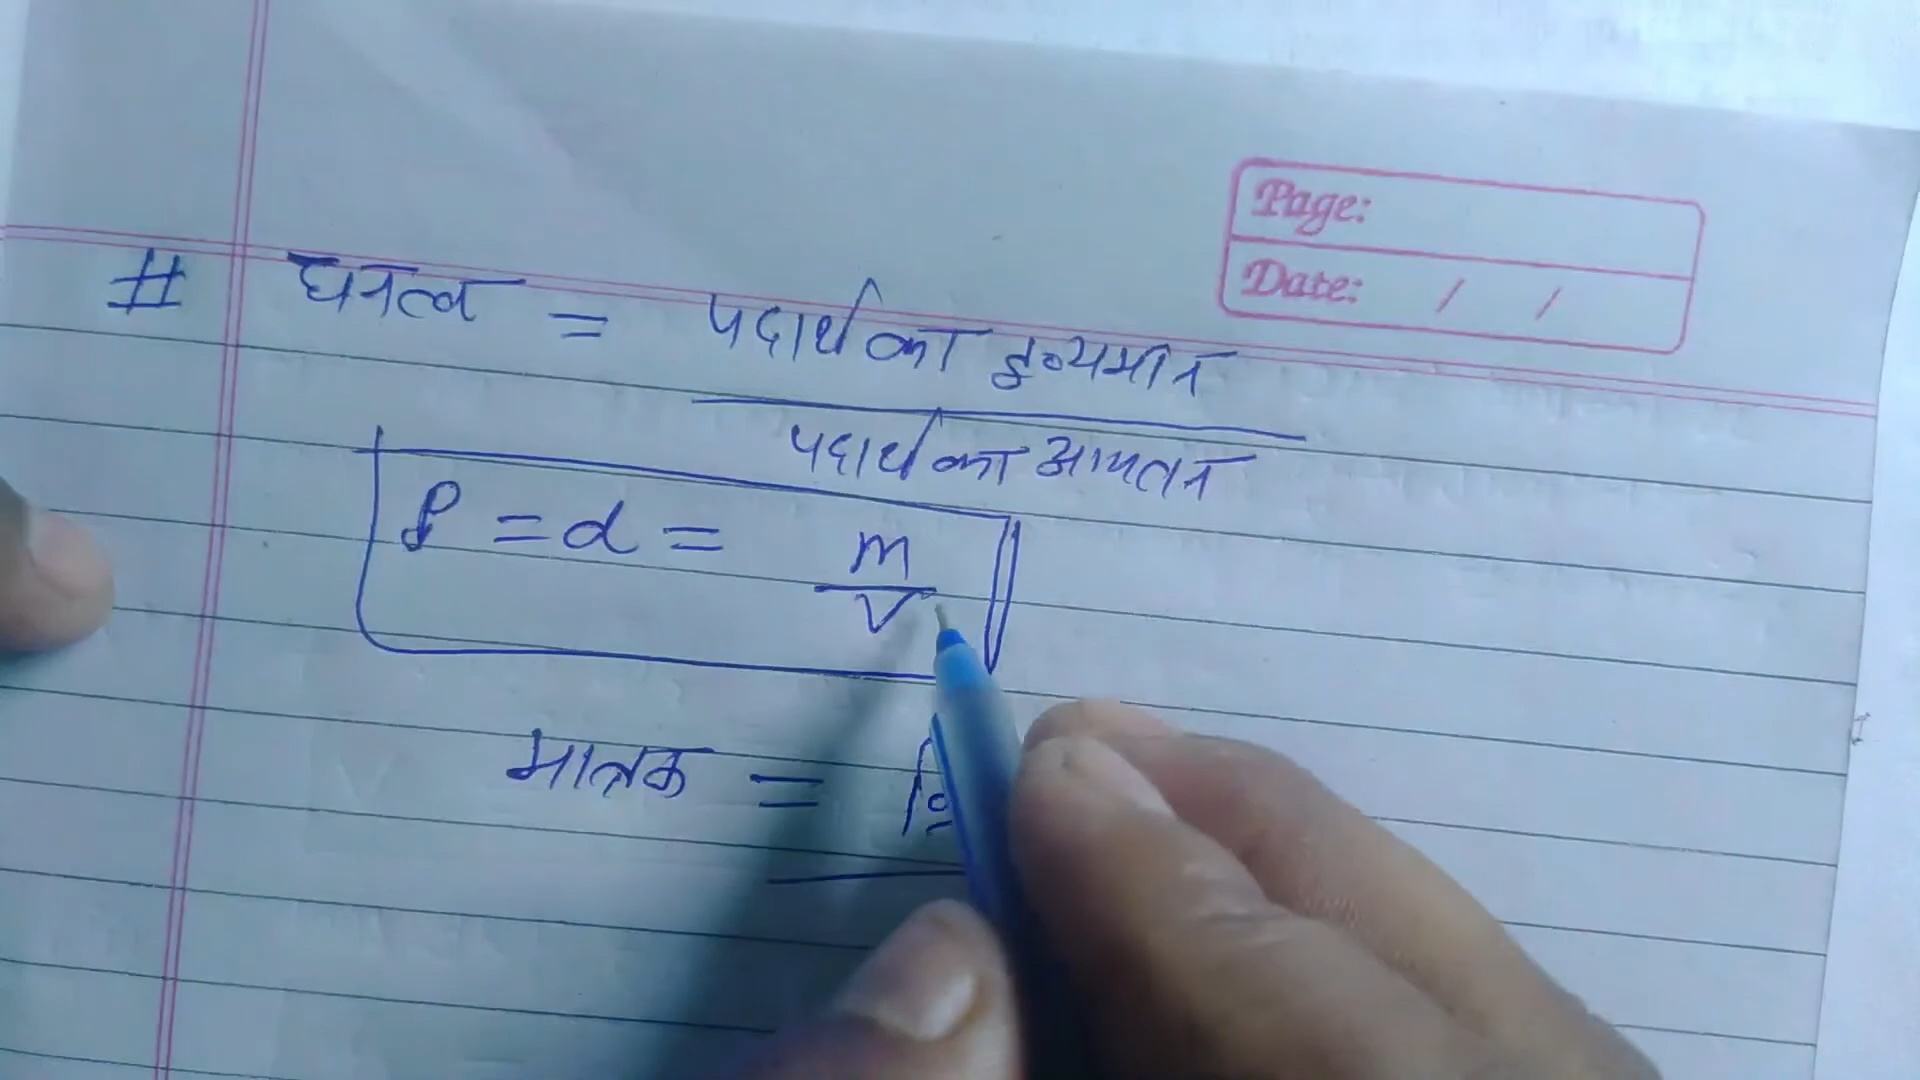 Page:
Date: / /
# घनत्व = पदार्थ का द्रव्यमान
पदार्थ का आयतन
ρ = d = m
V
मात्रक =